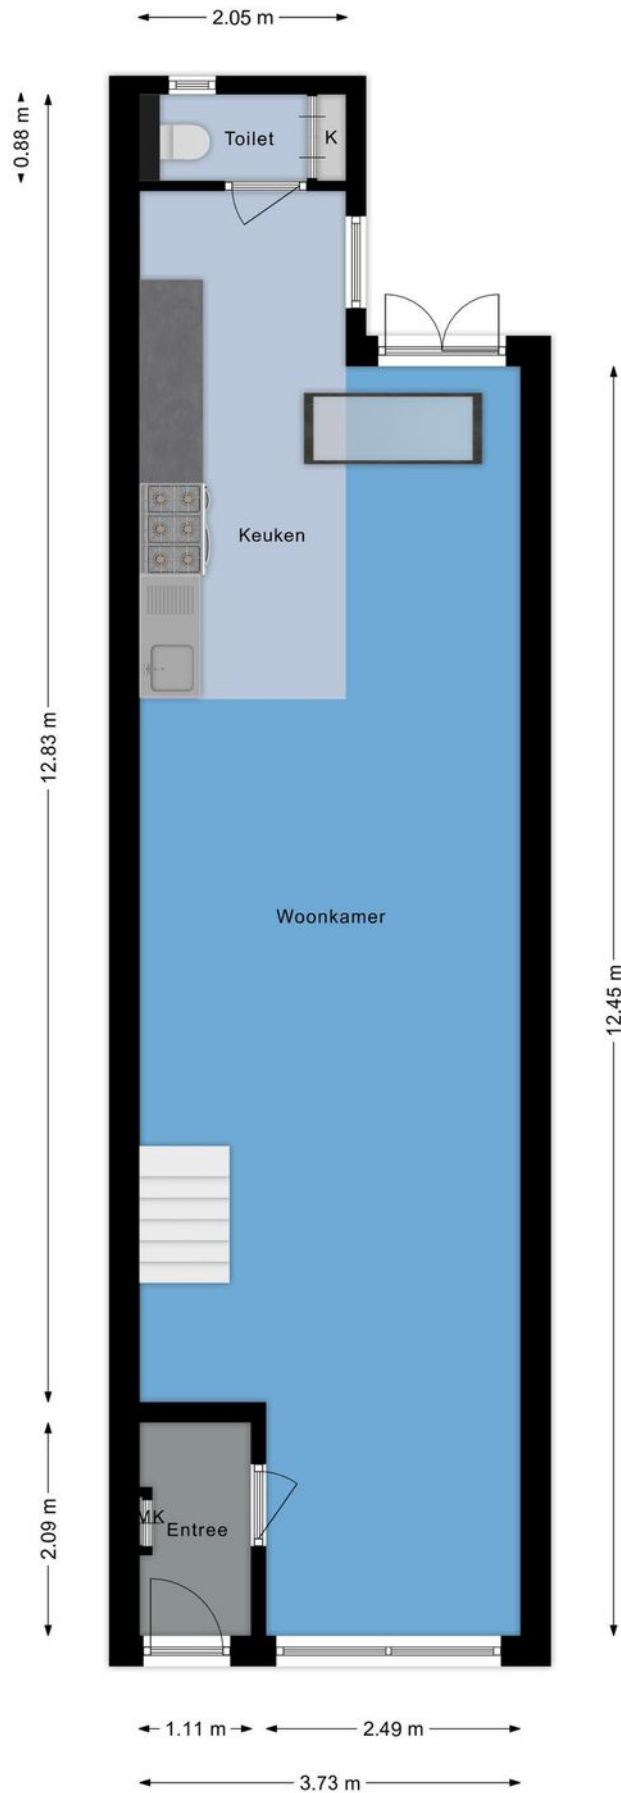 2.05 m
0.88 m
Toilet
K
Keuken
12.83 m
Woonkamer
12.45 m
2.09 m
MK
Entree
1.11 m
2.49 m
3.73 m